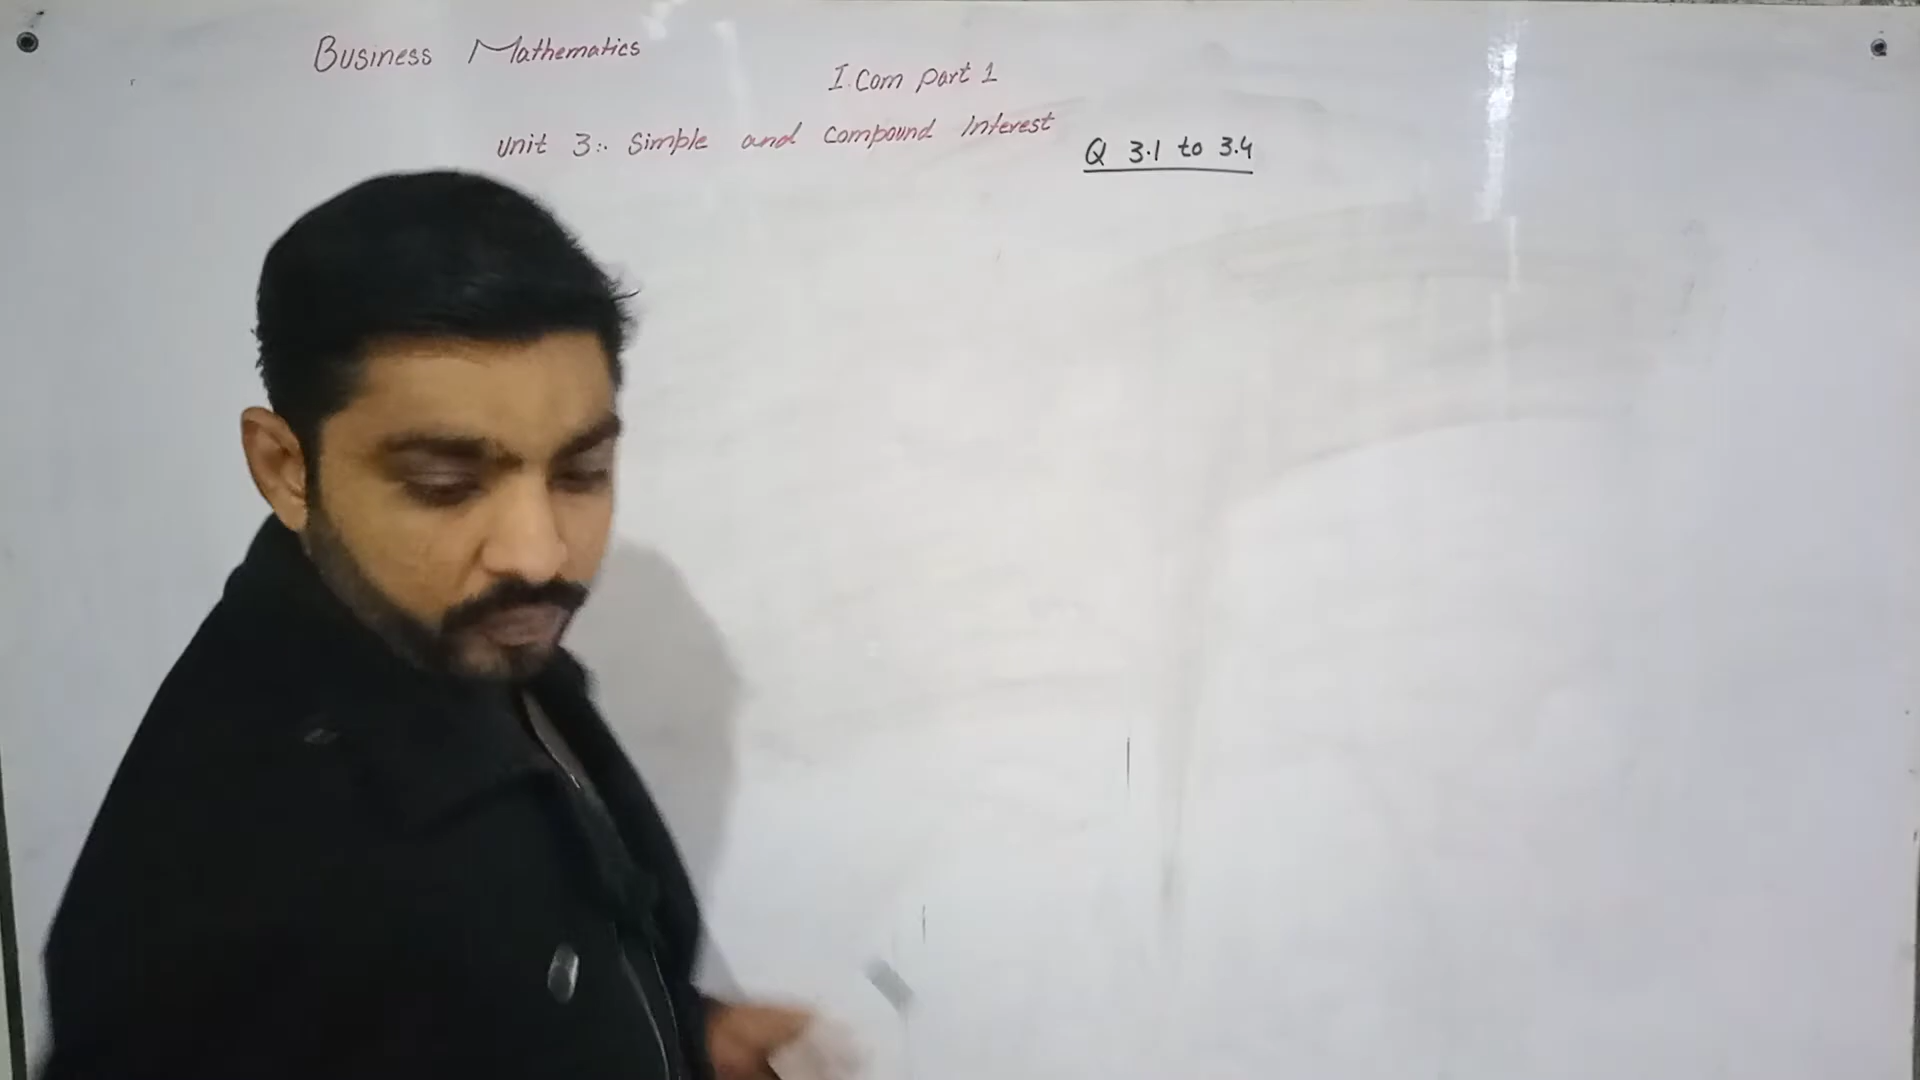 Business Mathematics
I.Com part 1
Unit 3:. Simple and Compound Interest
Q 3.1 to 3.4